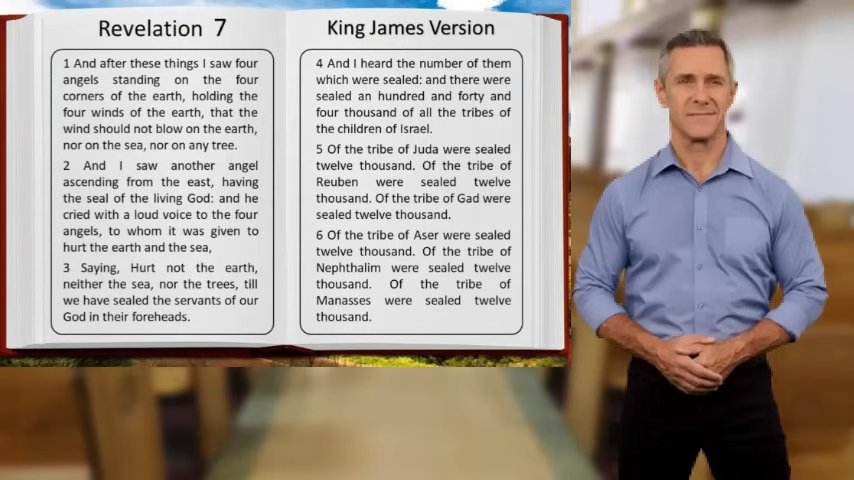 Revelation 7
1 And after these things I saw four
angels standing on the four
corners of the earth, holding the
four winds of the earth, that the
wind should not blow on the earth,
nor on the sea, nor on any tree.
2 And I saw another angel
ascending from the east, having
the seal of the living God: and he
cried with a loud voice to the four
angels, to whom it was given to
hurt the earth and the sea,
3 Saying, Hurt not the earth,
neither the sea, nor the trees, till
we have sealed the servants of our
God in their foreheads.
King James Version
4 And I heard the number of them
which were sealed: and there were
sealed an hundred and forty and
four thousand of all the tribes of
the children of Israel.
5 Of the tribe of Juda were sealed
twelve thousand. Of the tribe of
Reuben were sealed twelve
thousand. Of the tribe of Gad were
sealed twelve thousand.
6 Of the tribe of Aser were sealed
twelve thousand. Of the tribe of
Nephthalim were sealed twelve
thousand. Of the tribe of
Manasses were sealed twelve
thousand.